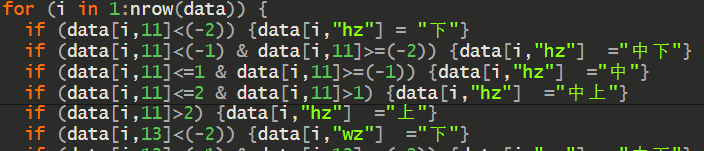 for (i in 1:nrow(data)) {
  if (data[i,11]<(-2)) {data[i,"hz"] = "下"}
  if (data[i,11]<(-1) & data[i,11]>=(-2)) {data[i,"hz"]  ="中下"}
  if (data[i,11]<=1 & data[i,11]>=(-1)) {data[i,"hz"]  ="中"}
  if (data[i,11]<=2 & data[i,11]>1) {data[i,"hz"]  ="中上"}
  if (data[i,11]>2) {data[i,"hz"]  ="上"}
  if (data[i,13]<(-2)) {data[i,"wz"]  ="下"}